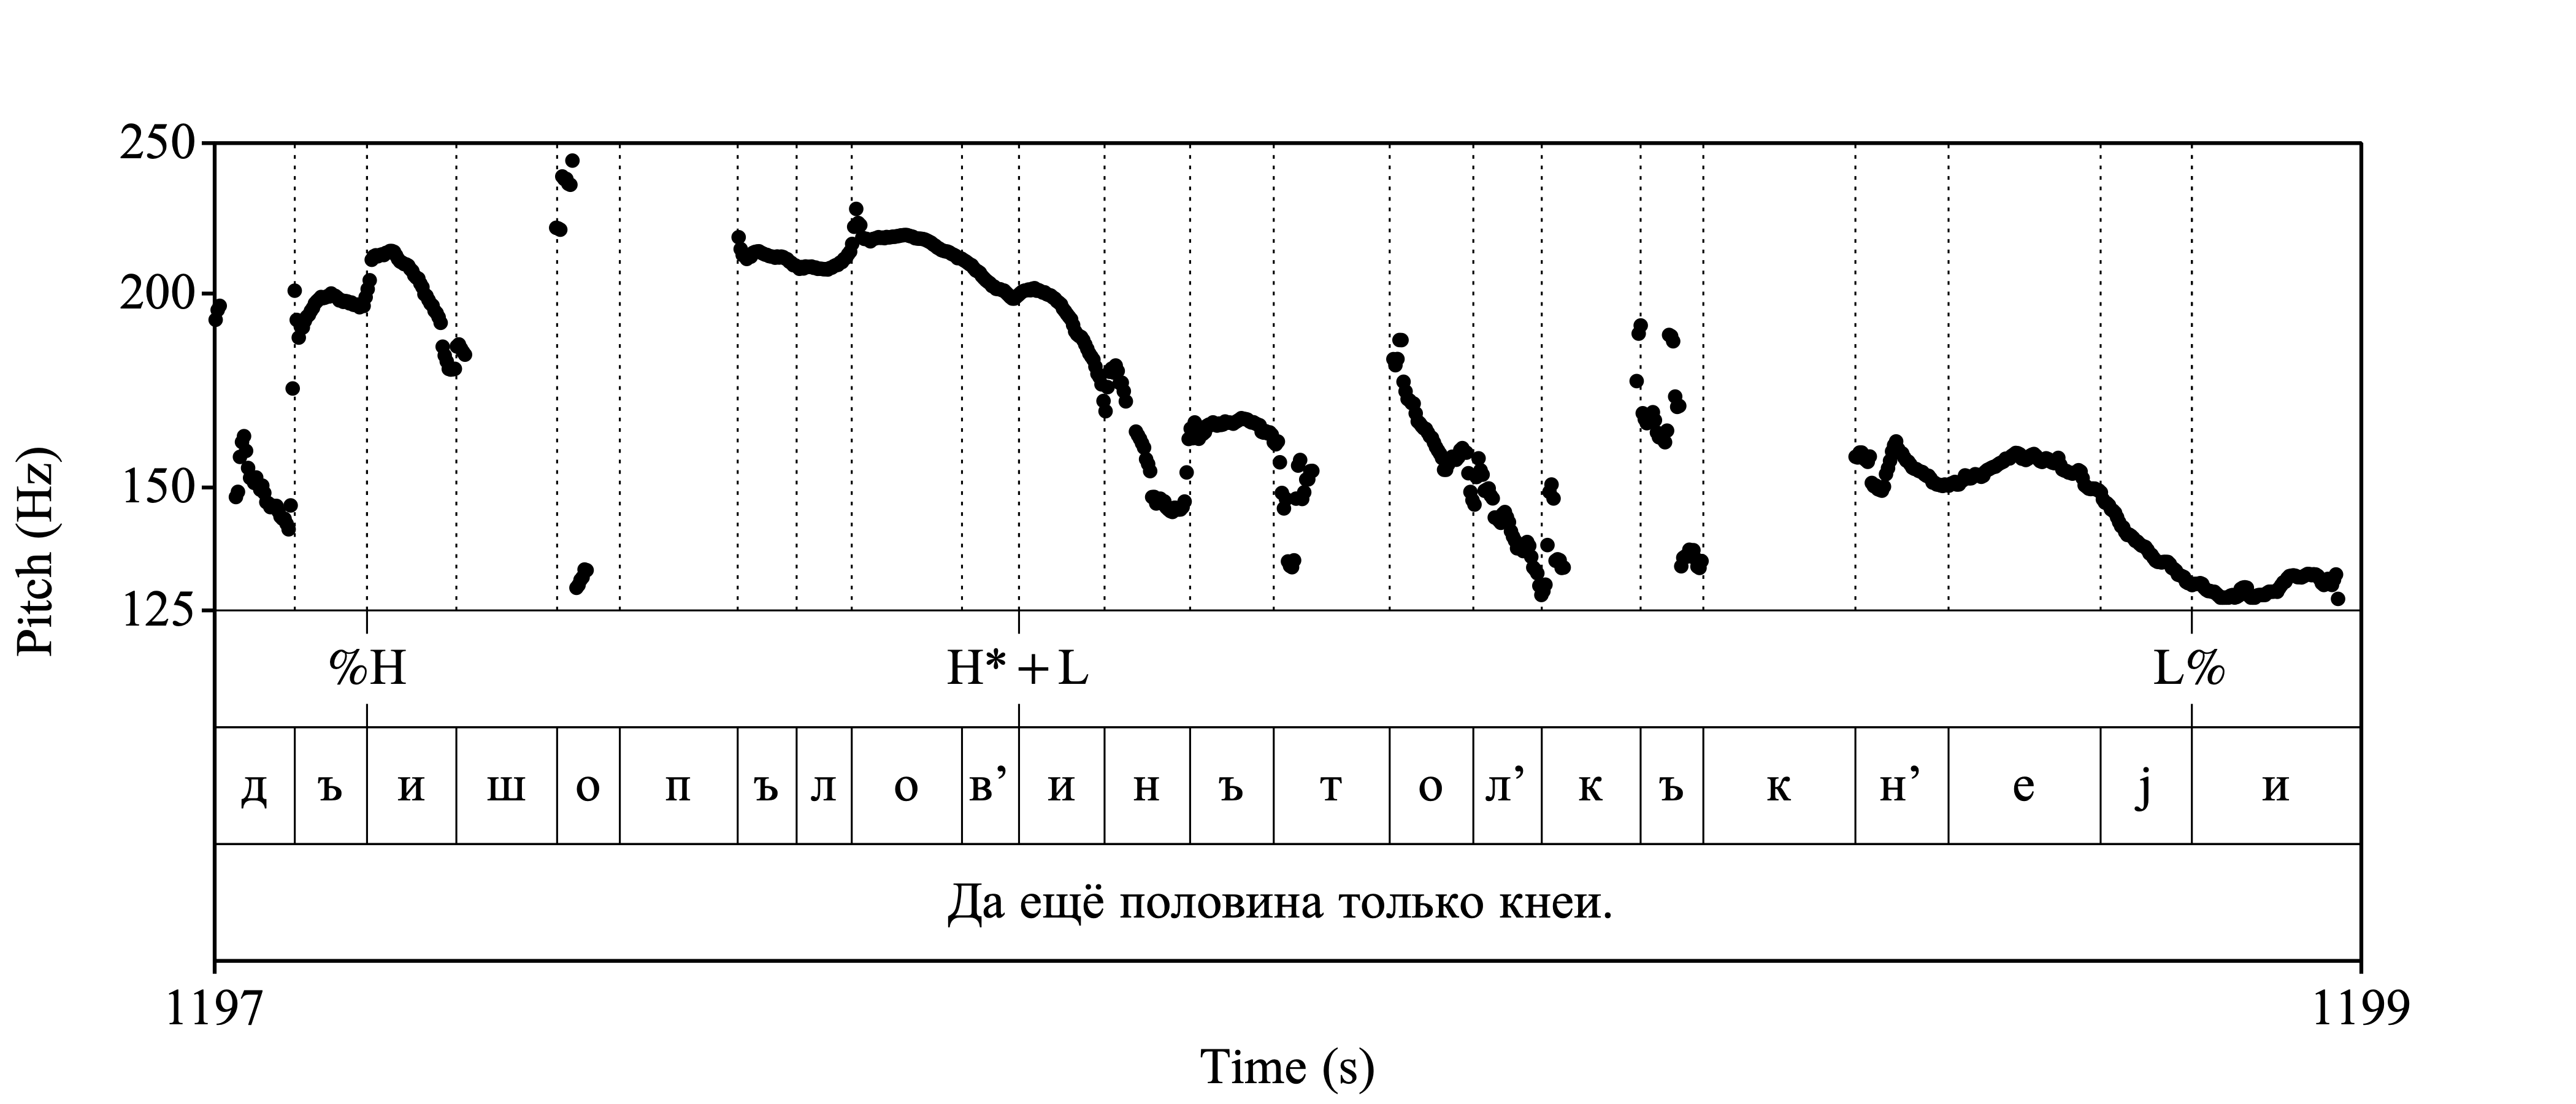 250
200
150
125
Pitch (Hz)
%H H*+L L%
д ъ и ш о п ъ л о в’ и н ъ т о л’ к ъ к н’ е j и
Да ещё половина только кнеи.
1197 1199
Time (s)